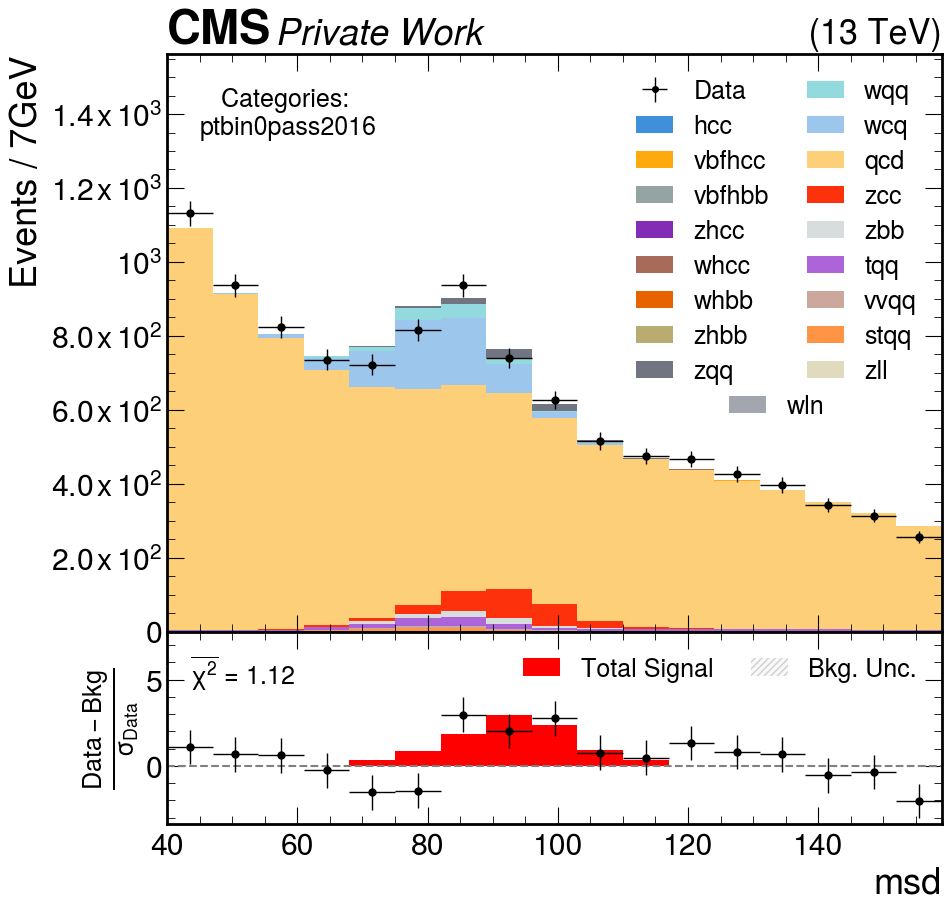 CMS Private Work (13 TeV)
Events / 7GeV
Categories:
ptbin0pass2016
Data
hcc
vbfhcc
vbfhbb
zhcc
whcc
whbb
zhbb
zqq
wqq
wcq
qcd
zcc
zbb
tqq
vvqq
stqq
zll
wln
1.4 x 10³
1.2 x 10³
10³
8.0 x 10²
6.0 x 10²
4.0 x 10²
2.0 x 10²
0
Data − Bkg
σData
χ² = 1.12
Total Signal
Bkg. Unc.
5
0
40 60 80 100 120 140
msd